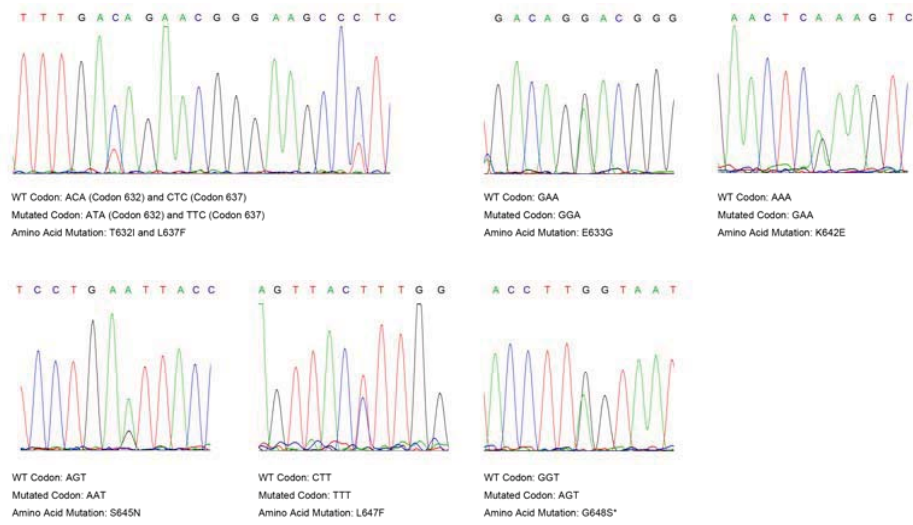 T T T G A C A G A A C G G G A A G C C C T C
WT Codon: ACA (Codon 632) and CTC (Codon 637)
Mutated Codon: ATA (Codon 632) and TTC (Codon 637)
Amino Acid Mutation: T632I and L637F
G A C A G G A C G G G
WT Codon: GAA
Mutated Codon: GGA
Amino Acid Mutation: E633G
A A C T C A A A G T C
WT Codon: AAA
Mutated Codon: GAA
Amino Acid Mutation: K642E
T C C T G A A T T A C C
WT Codon: AGT
Mutated Codon: AAT
Amino Acid Mutation: S645N
A G T T A C T T T G G
WT Codon: CTT
Mutated Codon: TTT
Amino Acid Mutation: L647F
A C C T T G G T A A T
WT Codon: GGT
Mutated Codon: AGT
Amino Acid Mutation: G648S*